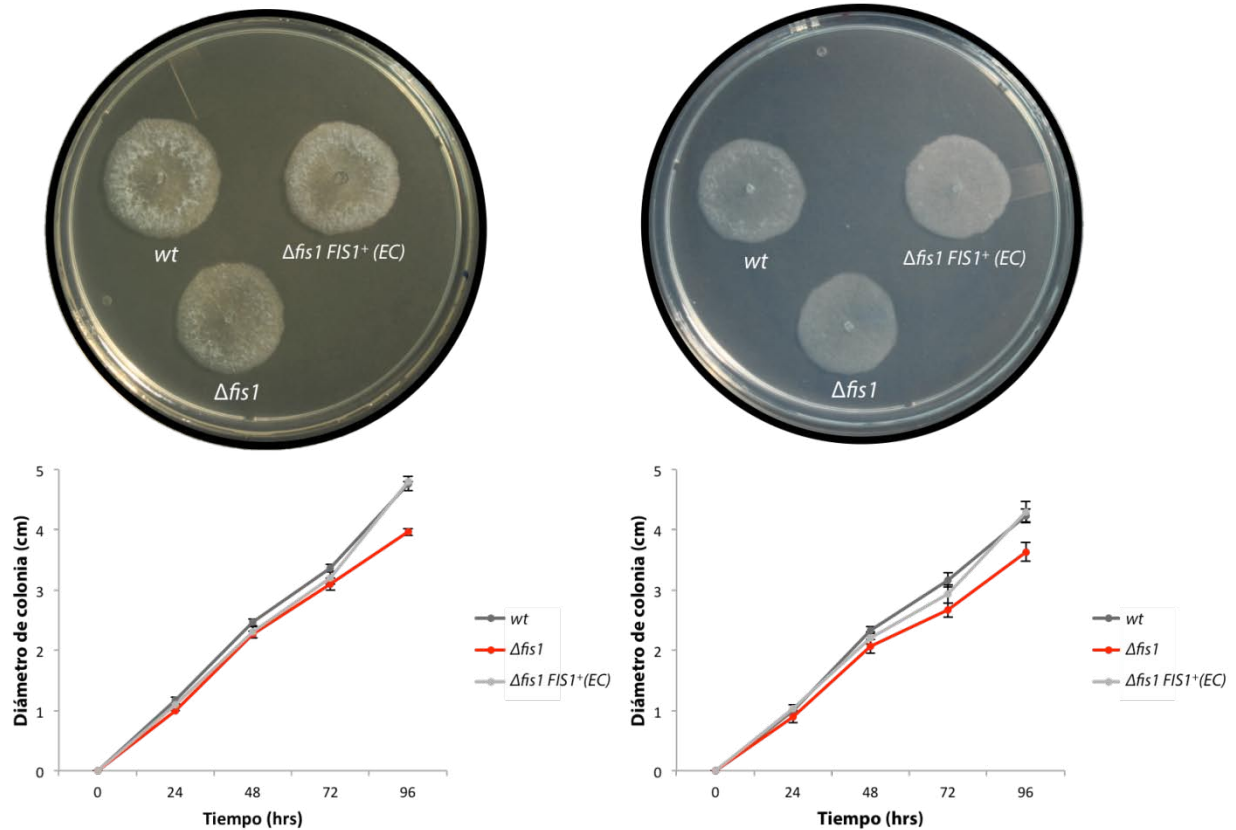 wt
Δfis1 FIS1⁺ (EC)
Δfis1
wt
Δfis1 FIS1⁺ (EC)
Δfis1
Diámetro de colonia (cm)
5
4
3
2
1
0
0 24 48 72 96
Tiempo (hrs)
wt
Δfis1
Δfis1 FIS1⁺(EC)
Diámetro de colonia (cm)
5
4
3
2
1
0
0 24 48 72 96
Tiempo (hrs)
wt
Δfis1
Δfis1 FIS1⁺(EC)